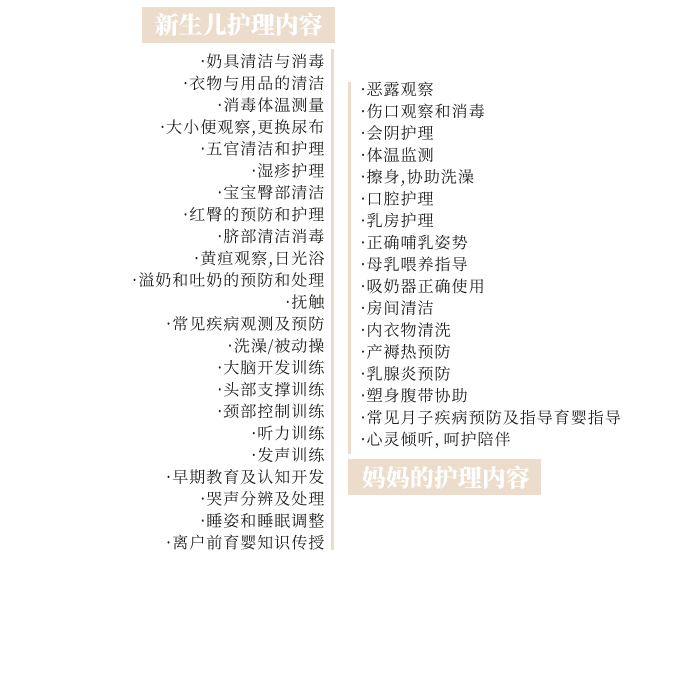 新生儿护理内容
·奶具清洁与消毒
·衣物与用品的清洁
·消毒体温测量
·大小便观察,更换尿布
·五官清洁和护理
·湿疹护理
·宝宝臀部清洁
·红臀的预防和护理
·脐部清洁消毒
·黄疸观察,日光浴
·溢奶和吐奶的预防和处理
·抚触
·常见疾病观测及预防
·洗澡/被动操
·大脑开发训练
·头部支撑训练
·颈部控制训练
·听力训练
·发声训练
·早期教育及认知开发
·哭声分辨及处理
·睡姿和睡眠调整
·离户前育婴知识传授
·恶露观察
·伤口观察和消毒
·会阴护理
·体温监测
·擦身,协助洗澡
·口腔护理
·乳房护理
·正确哺乳姿势
·母乳喂养指导
·吸奶器正确使用
·房间清洁
·内衣物清洗
·产褥热预防
·乳腺炎预防
·塑身腹带协助
·常见月子疾病预防及指导育婴指导
·心灵倾听, 呵护陪伴
妈妈的护理内容